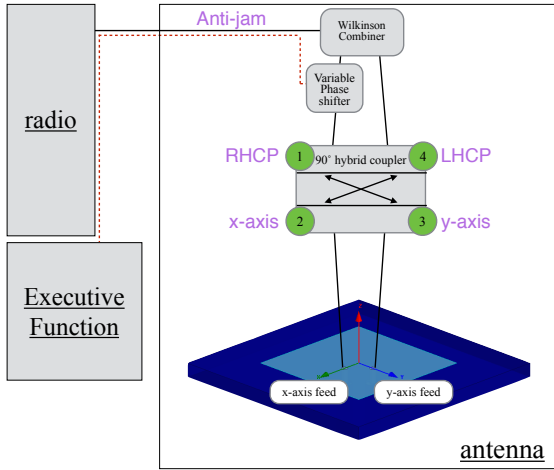 Anti-jam
Wilkinson
Combiner
Variable
Phase
shifter
radio
RHCP
1
90˚ hybrid coupler
4
LHCP
x-axis
2
3
y-axis
Executive
Function
x-axis feed
y-axis feed
antenna